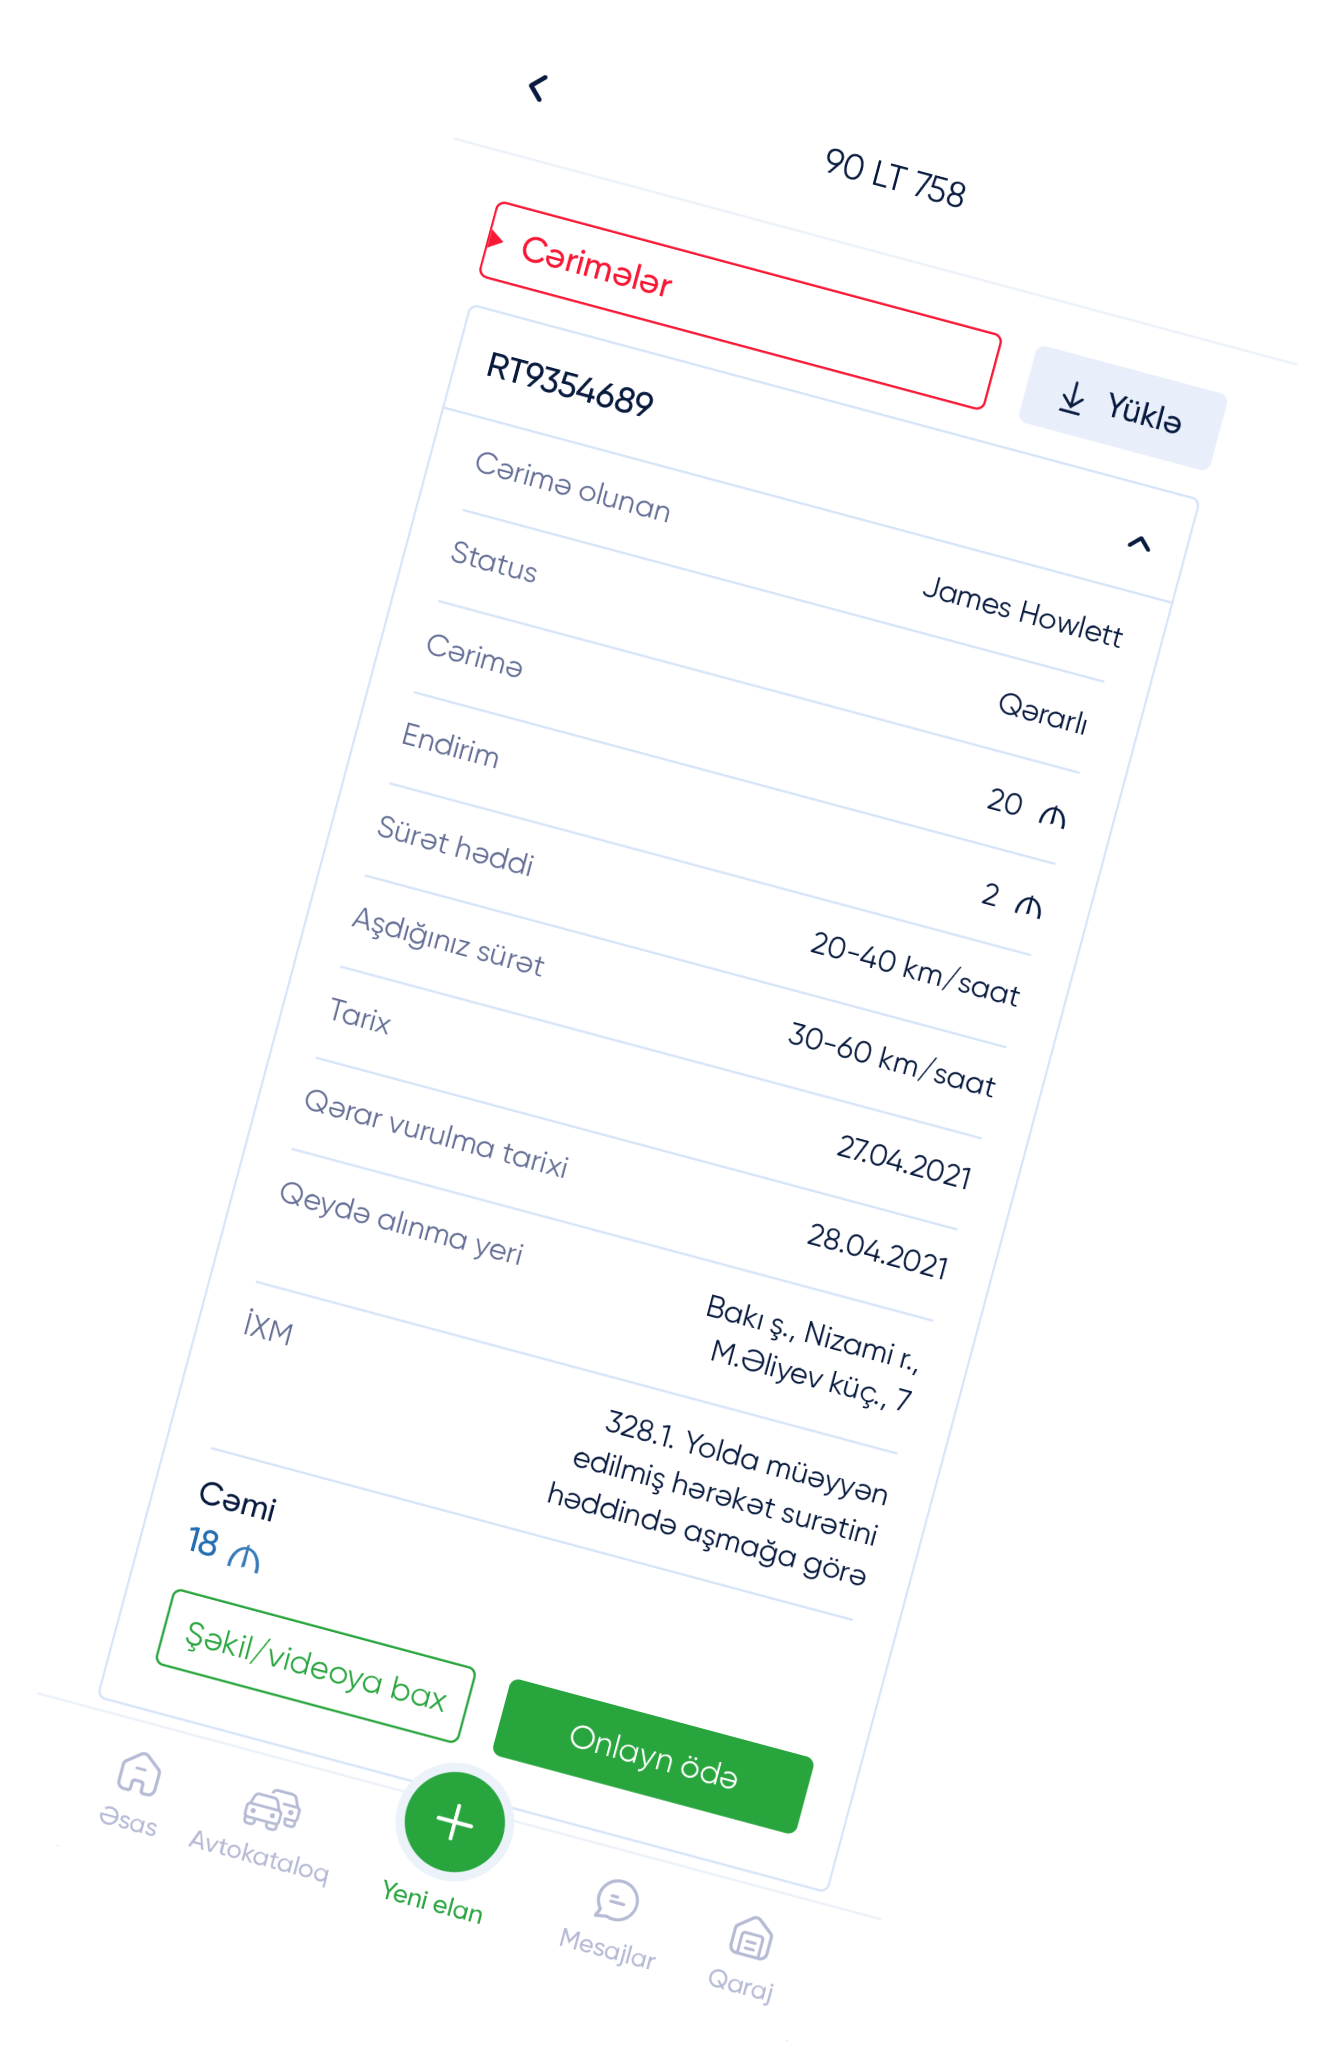 90 LT 758
Cərimələr
Yüklə
RT9354689
Cərimə olunan
James Howlett
Status
Qərarlı
Cərimə
20 ₼
Endirim
2 ₼
Sürət həddi
20-40 km/saat
Aşdığınız sürət
30-60 km/saat
Tarix
27.04.2021
Qərar vurulma tarixi
28.04.2021
Qeydə alınma yeri
Bakı ş., Nizami r.,
M.Əliyev küç., 7
İXM
328.1. Yolda müəyyən
edilmiş hərəkət surətini
həddində aşmağa görə
Cəmi
18 ₼
Şəkil/videoya bax
Onlayn ödə
Əsas
Avtokataloq
Yeni elan
Mesajlar
Qaraj